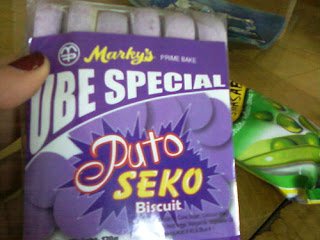 Marky's PRIME BAKE
UBE SPECIAL
Puto
SEKO
Biscuit